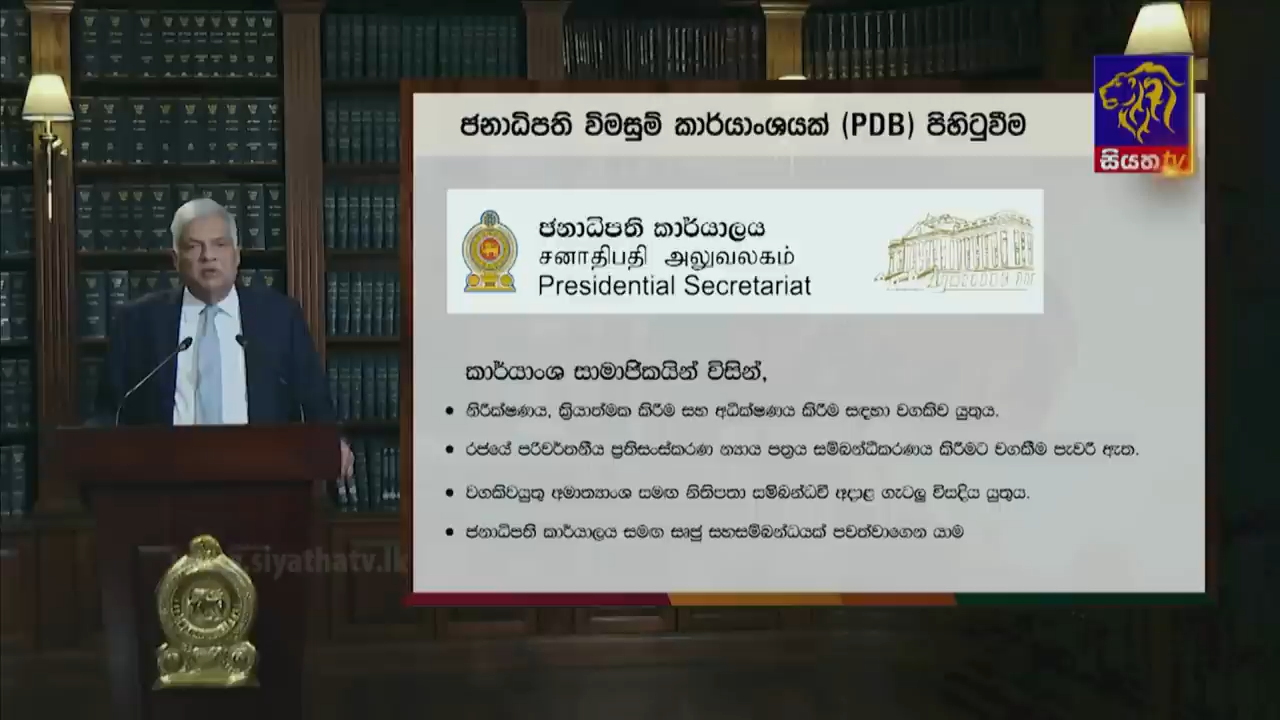 ජනාධිපති විමසුම් කාර්යාංශයක් (PDB) පිහිටුවීම
සියත tv
ජනාධිපති කාර්යාලය
சனாதிபதி அலுவலகம்
Presidential Secretariat
කාර්යාංශ සාමාජිකයින් විසින්,
• නිරීක්ෂණය, ක්‍රියාත්මක කිරීම සහ අධීක්ෂණය කිරීම සඳහා වගකිව යුතුය.
• රජයේ පරිවර්තනීය ප්‍රතිසංස්කරණ න්‍යාය පත්‍රය සම්බන්ධීකරණය කිරීමට වගකීම පැවරී ඇත.
• වගකිවයුතු අමාත්‍යාංශ සමඟ නිතිපතා සම්බන්ධවී අදාළ ගැටලු විසදිය යුතුය.
• ජනාධිපති කාර්යාලය සමඟ සෘජු සහසම්බන්ධයක් පවත්වාගෙන යාම
www.siyathatv.lk